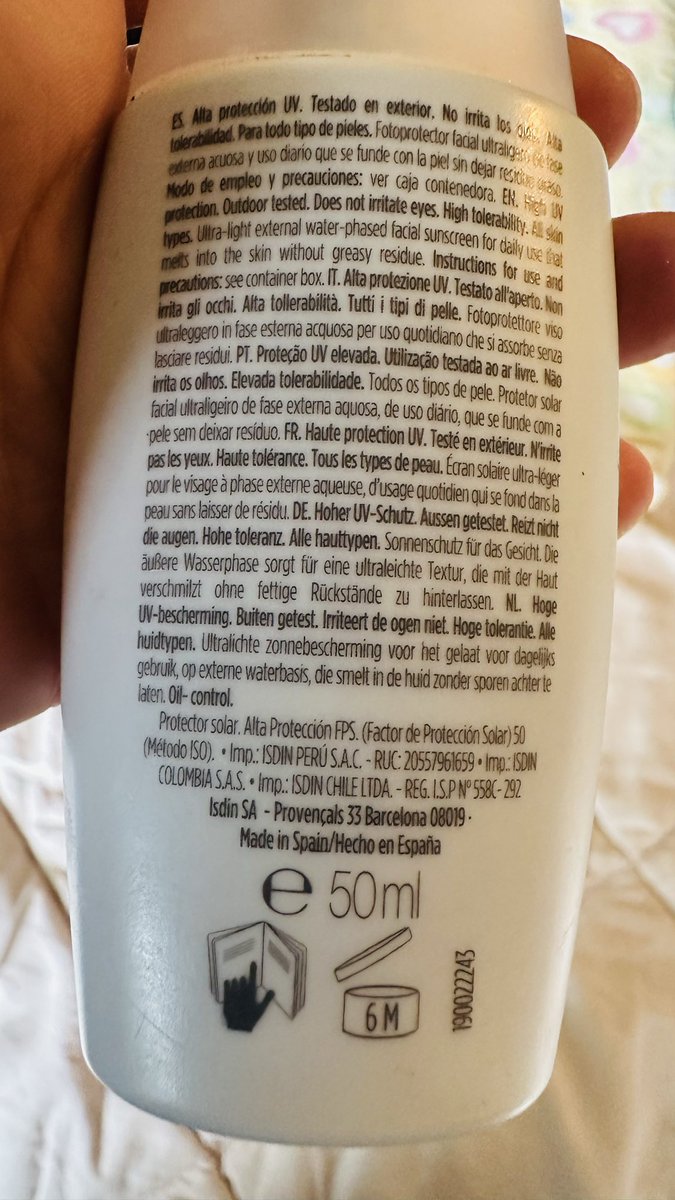 ES. Alta protección UV. Testado en exterior. No irrita los ojos. Alta
tolerabilidad. Para todo tipo de pieles. Fotoprotector facial ultraligero de fase
externa acuosa y uso diario que se funde con la piel sin dejar residuo graso.
Modo de empleo y precauciones: ver caja contenedora. EN. High UV
protection. Outdoor tested. Does not irritate eyes. High tolerability. All skin
types. Ultra-light external water-phased facial sunscreen for daily use that
melts into the skin without greasy residue. Instructions for use and
precautions: see container box. IT. Alta protezione UV. Testato all'aperto. Non
irrita gli occhi. Alta tollerabilità. Tutti i tipi di pelle. Fotoprotettore viso
ultraleggero in fase esterna acquosa per uso quotidiano che si assorbe senza
lasciare residui. PT. Proteção UV elevada. Utilização testada ao ar livre. Não
irrita os olhos. Elevada tolerabilidade. Todos os tipos de pele. Protetor solar
facial ultraligeiro de fase externa aquosa, de uso diário, que se funde com a
pele sem deixar resíduo. FR. Haute protection UV. Testé en extérieur. N'irrite
pas les yeux. Haute tolérance. Tous les types de peau. Écran solaire ultra-léger
pour le visage à phase externe aqueuse, d'usage quotidien qui se fond dans la
peau sans laisser de résidu. DE. Hoher UV-Schutz. Aussen getestet. Reizt nicht
die augen. Hohe toleranz. Alle hauttypen. Sonnenschutz für das Gesicht. Die
äußere Wasserphase sorgt für eine ultraleichte Textur, die mit der Haut
verschmilzt ohne fettige Rückstände zu hinterlassen. NL. Hoge
UV-bescherming. Buiten getest. Irriteert de ogen niet. Hoge tolerantie. Alle
huidtypen. Ultralichte zonnebescherming voor het gelaat voor dagelijks
gebruik, op externe waterbasis, die smelt in de huid zonder sporen achter te
laten. Oil-control.
Protector solar. Alta Protección FPS. (Factor de Protección Solar) 50
(Método ISO). • Imp.: ISDIN PERÚ S.A.C. - RUC: 20557961659 • Imp.: ISDIN
COLOMBIA S.A.S. • Imp.: ISDIN CHILE LTDA. - REG. I.S.P Nº 558C- 292
Isdin SA - Provençals 33 Barcelona 08019 ·
Made in Spain/Hecho en España
e 50ml
6 M
190022243